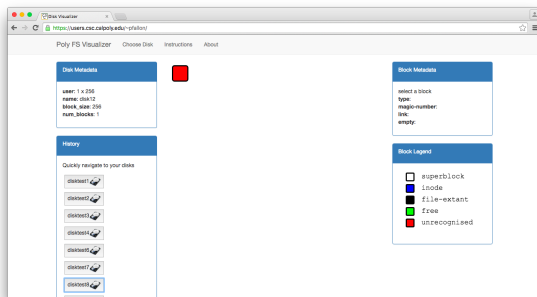 Disk Visualizer
https://users.csc.calpoly.edu/~pfallon/
Poly FS Visualizer Choose Disk Instructions About
Disk Metadata
user: 1 x 256
name: disk12
block_size: 256
num_blocks: 1
History
Quickly navigate to your disks
disktest1
disktest2
disktest3
disktest4
disktest6
disktest7
disktest8
Block Metadata
select a block
type:
magic-number:
link:
empty:
Block Legend
superblock
inode
file-extant
free
unrecognised